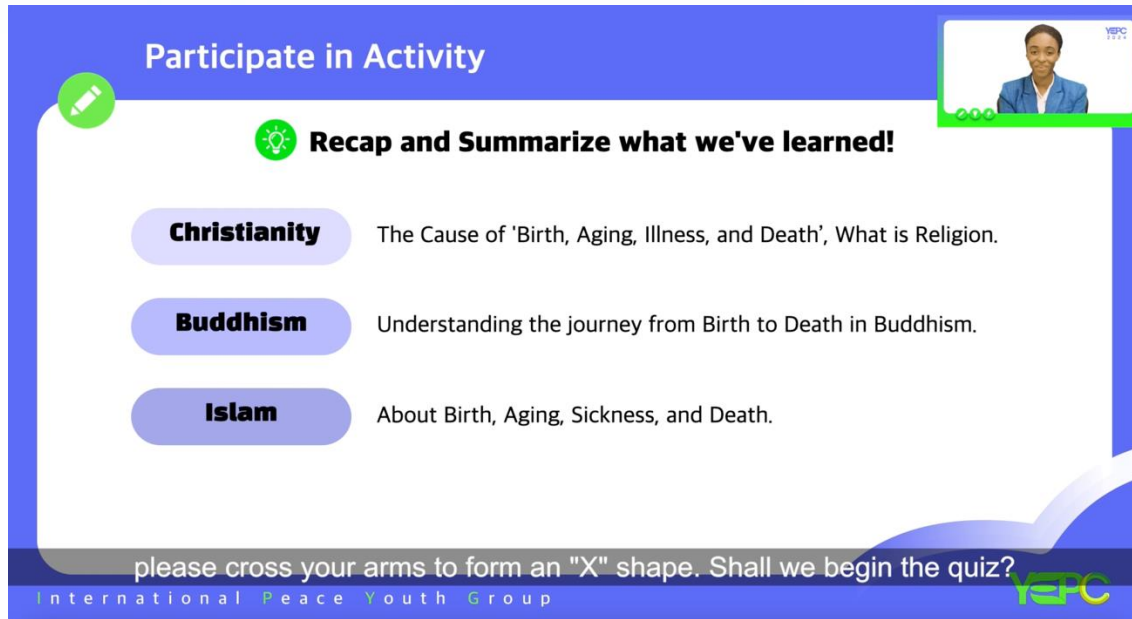 Participate in Activity
YEPC
2024
Recap and Summarize what we've learned!
Christianity
The Cause of 'Birth, Aging, Illness, and Death’, What is Religion.
Buddhism
Understanding the journey from Birth to Death in Buddhism.
Islam
About Birth, Aging, Sickness, and Death.
please cross your arms to form an "X" shape. Shall we begin the quiz?
International Peace Youth Group
YEPC